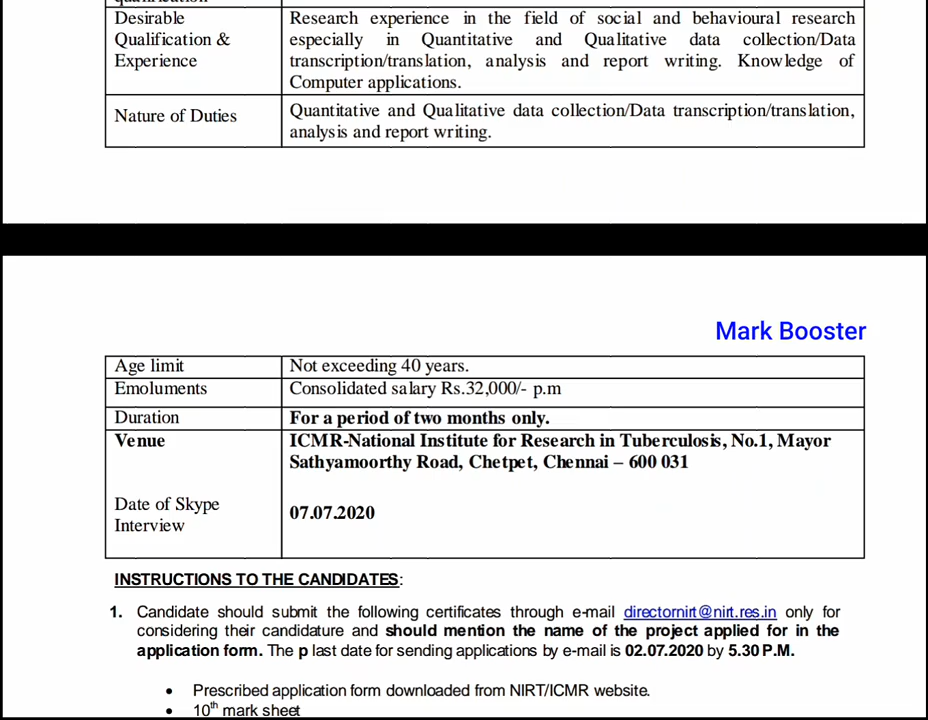 qualification
Desirable
Qualification &
Experience
Research experience in the field of social and behavioural research
especially in Quantitative and Qualitative data collection/Data
transcription/translation, analysis and report writing. Knowledge of
Computer applications.
Nature of Duties
Quantitative and Qualitative data collection/Data transcription/translation,
analysis and report writing.
Mark Booster
Age limit Not exceeding 40 years.
Emoluments Consolidated salary Rs.32,000/- p.m
Duration For a period of two months only.
Venue ICMR-National Institute for Research in Tuberculosis, No.1, Mayor
Sathyamoorthy Road, Chetpet, Chennai – 600 031
Date of Skype
Interview
07.07.2020
INSTRUCTIONS TO THE CANDIDATES:
1. Candidate should submit the following certificates through e-mail directornirt@nirt.res.in only for
considering their candidature and should mention the name of the project applied for in the
application form. The p last date for sending applications by e-mail is 02.07.2020 by 5.30 P.M.
• Prescribed application form downloaded from NIRT/ICMR website.
• 10th mark sheet